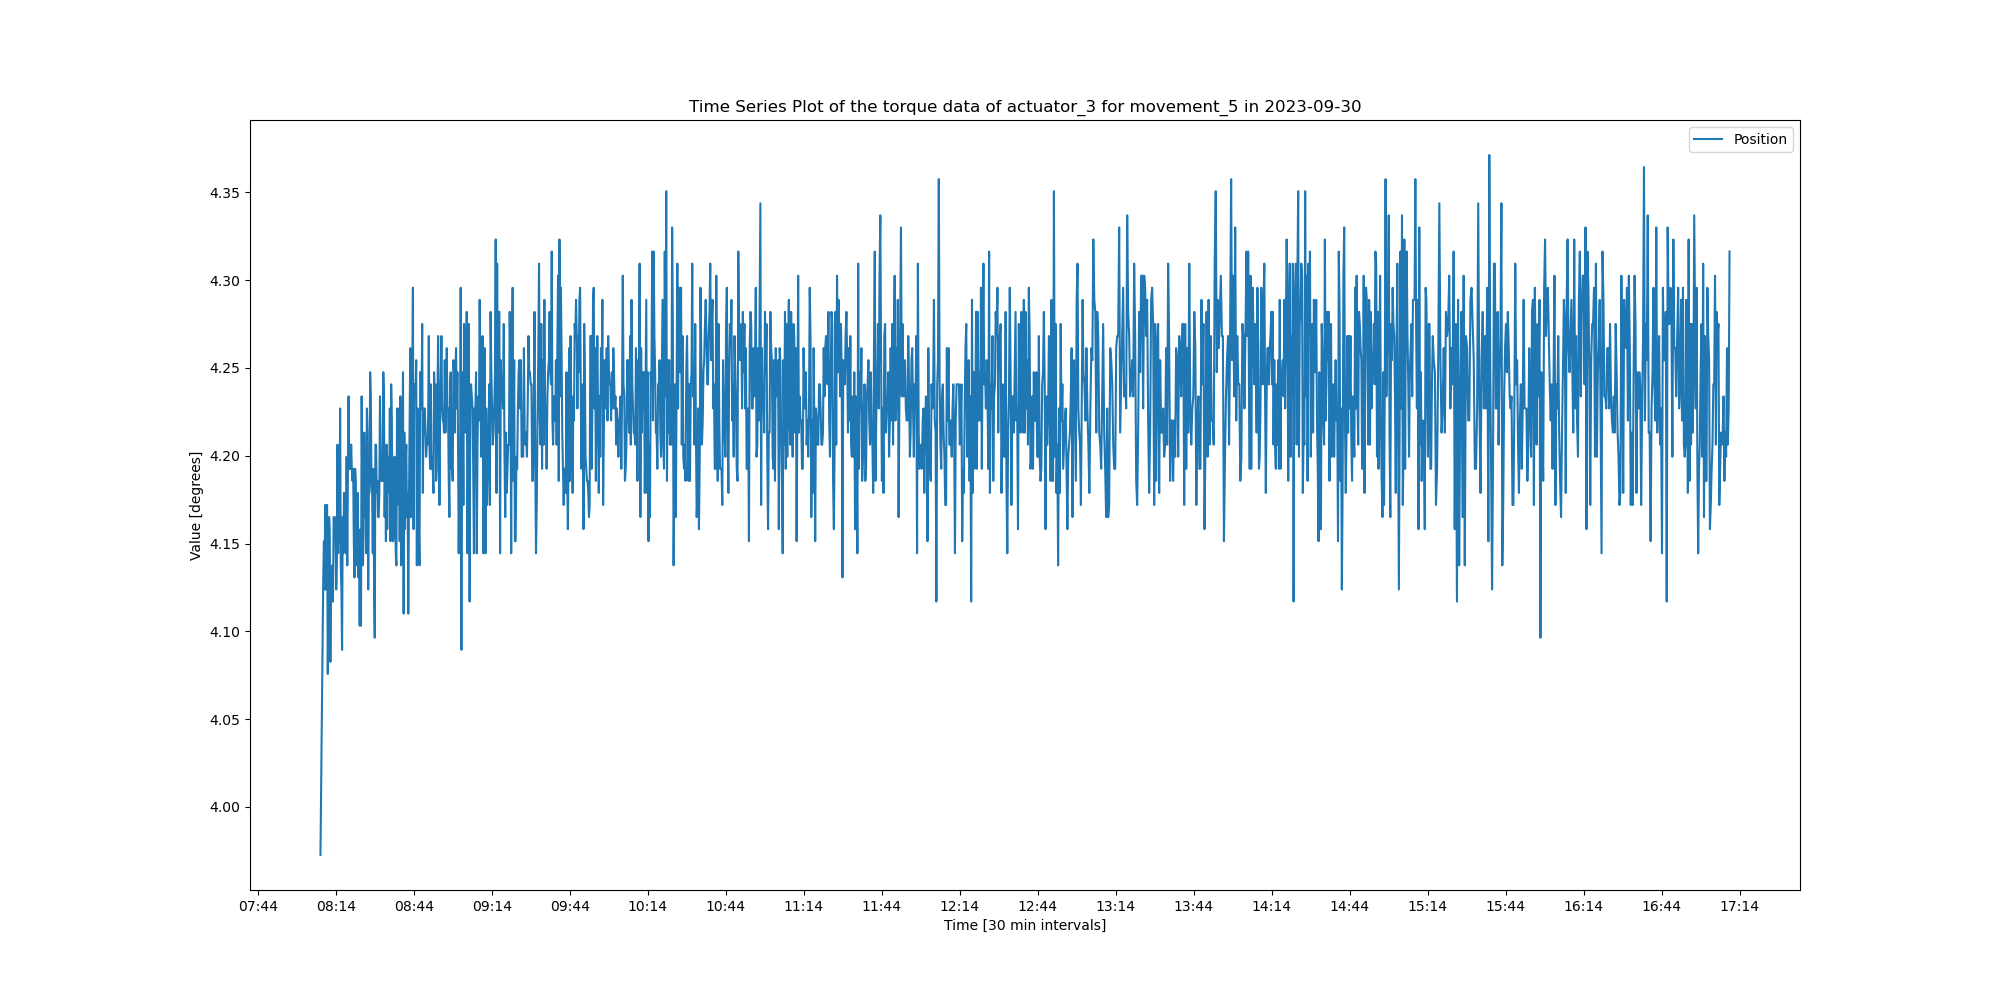 Time Series Plot of the torque data of actuator_3 for movement_5 in 2023-09-30
Position
4.35
4.30
4.25
4.20
4.15
4.10
4.05
4.00
Value [degrees]
07:44 08:14 08:44 09:14 09:44 10:14 10:44 11:14 11:44 12:14 12:44 13:14 13:44 14:14 14:44 15:14 15:44 16:14 16:44 17:14
Time [30 min intervals]